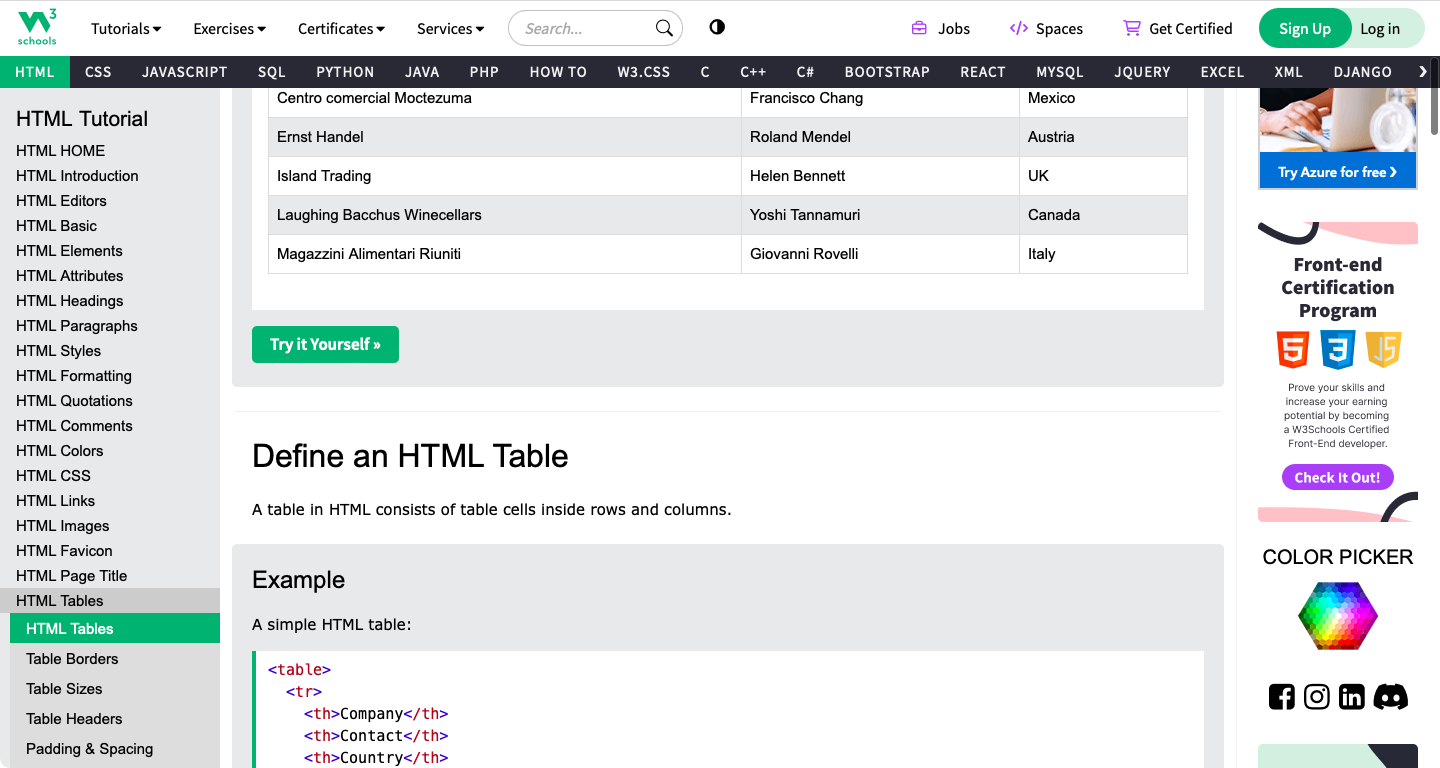 W3
schools
Tutorials
Exercises
Certificates
Services
Search...
Jobs
Spaces
Get Certified
Sign Up
Log in
HTML
CSS
JAVASCRIPT
SQL
PYTHON
JAVA
PHP
HOW TO
W3.CSS
C
C++
C#
BOOTSTRAP
REACT
MYSQL
JQUERY
EXCEL
XML
DJANGO
❯
HTML Tutorial
HTML HOME
HTML Introduction
HTML Editors
HTML Basic
HTML Elements
HTML Attributes
HTML Headings
HTML Paragraphs
HTML Styles
HTML Formatting
HTML Quotations
HTML Comments
HTML Colors
HTML CSS
HTML Links
HTML Images
HTML Favicon
HTML Page Title
HTML Tables
HTML Tables
Table Borders
Table Sizes
Table Headers
Padding & Spacing
Centro comercial Moctezuma Francisco Chang Mexico
Ernst Handel Roland Mendel Austria
Island Trading Helen Bennett UK
Laughing Bacchus Winecellars Yoshi Tannamuri Canada
Magazzini Alimentari Riuniti Giovanni Rovelli Italy
Try it Yourself »
Define an HTML Table
A table in HTML consists of table cells inside rows and columns.
Example
A simple HTML table:
<table>
<tr>
<th>Company</th>
<th>Contact</th>
<th>Country</th>
Try Azure for free ❯
Front-end
Certification
Program
5
3
JS
Prove your skills and
increase your earning
potential by becoming
a W3Schools Certified
Front-End developer.
Check It Out!
COLOR PICKER